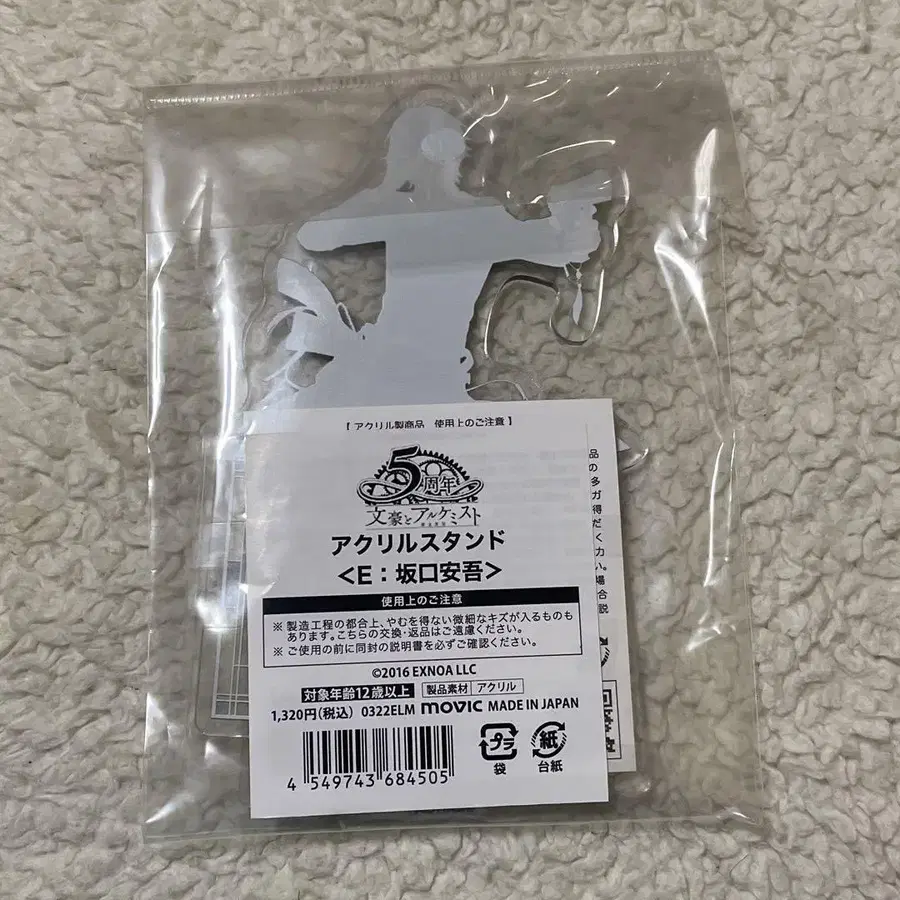 【 アクリル製商品　使用上のご注意 】
5周年
文豪とアルケミスト
アクリルスタンド
<E：坂口安吾>
使用上のご注意
※ 製造工程の都合上、やむを得ない微細なキズが入るものも
あります。こちらの交換・返品はご遠慮ください。
※ ご使用の前に同封の説明書を必ずご確認ください。
©2016 EXNOA LLC
対象年齢12歳以上 製品素材 アクリル
1,320円(税込) 0322ELM movic MADE IN JAPAN
4 549743 684505
プラ
袋
紙
台紙